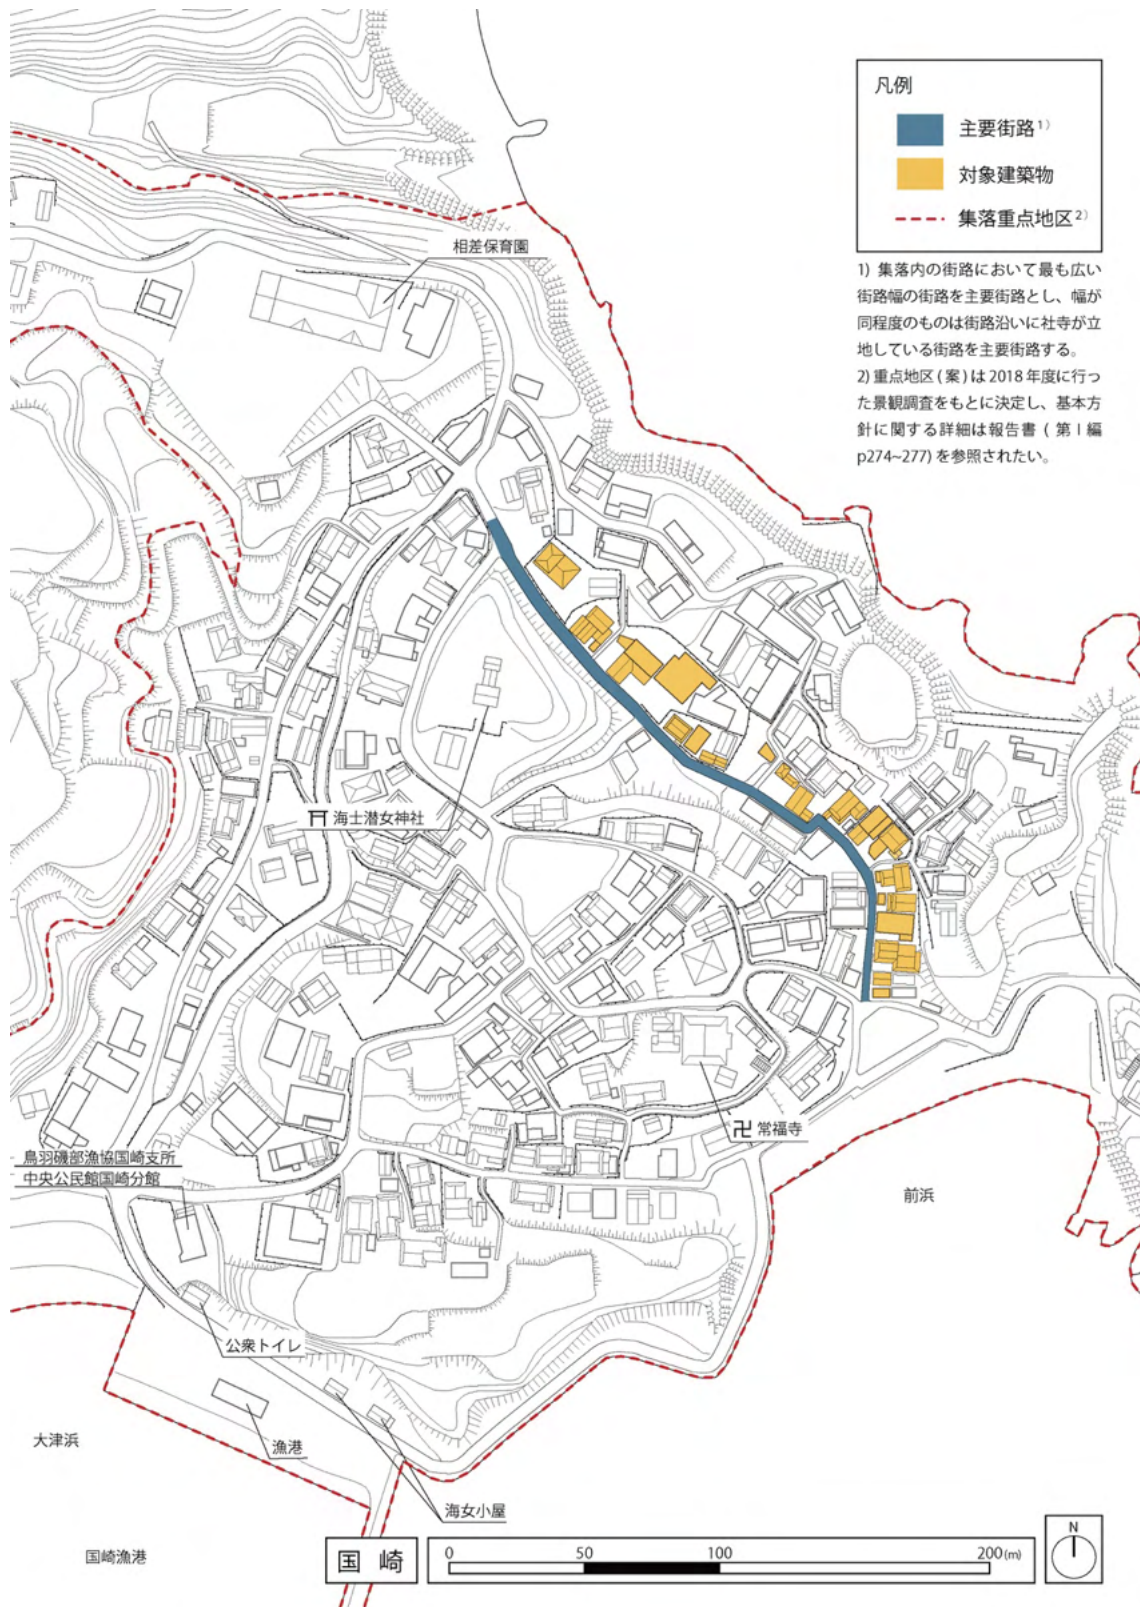 凡例
主要街路1)
対象建築物
集落重点地区2)
1) 集落内の街路において最も広い
街路幅の街路を主要街路とし、幅が
同程度のものは街路沿いに社寺が立
地している街路を主要街路する。
2) 重点地区(案)は2018年度に行っ
た景観調査をもとに決定し、基本方
針に関する詳細は報告書(第Ⅰ編
p274~277)を参照されたい。
相差保育園
海士潜女神社
卍 常福寺
鳥羽磯部漁協国崎支所
中央公民館国崎分館
前浜
公衆トイレ
漁港
大津浜
海女小屋
国崎漁港
国 崎
0 50 100 200(m)
N